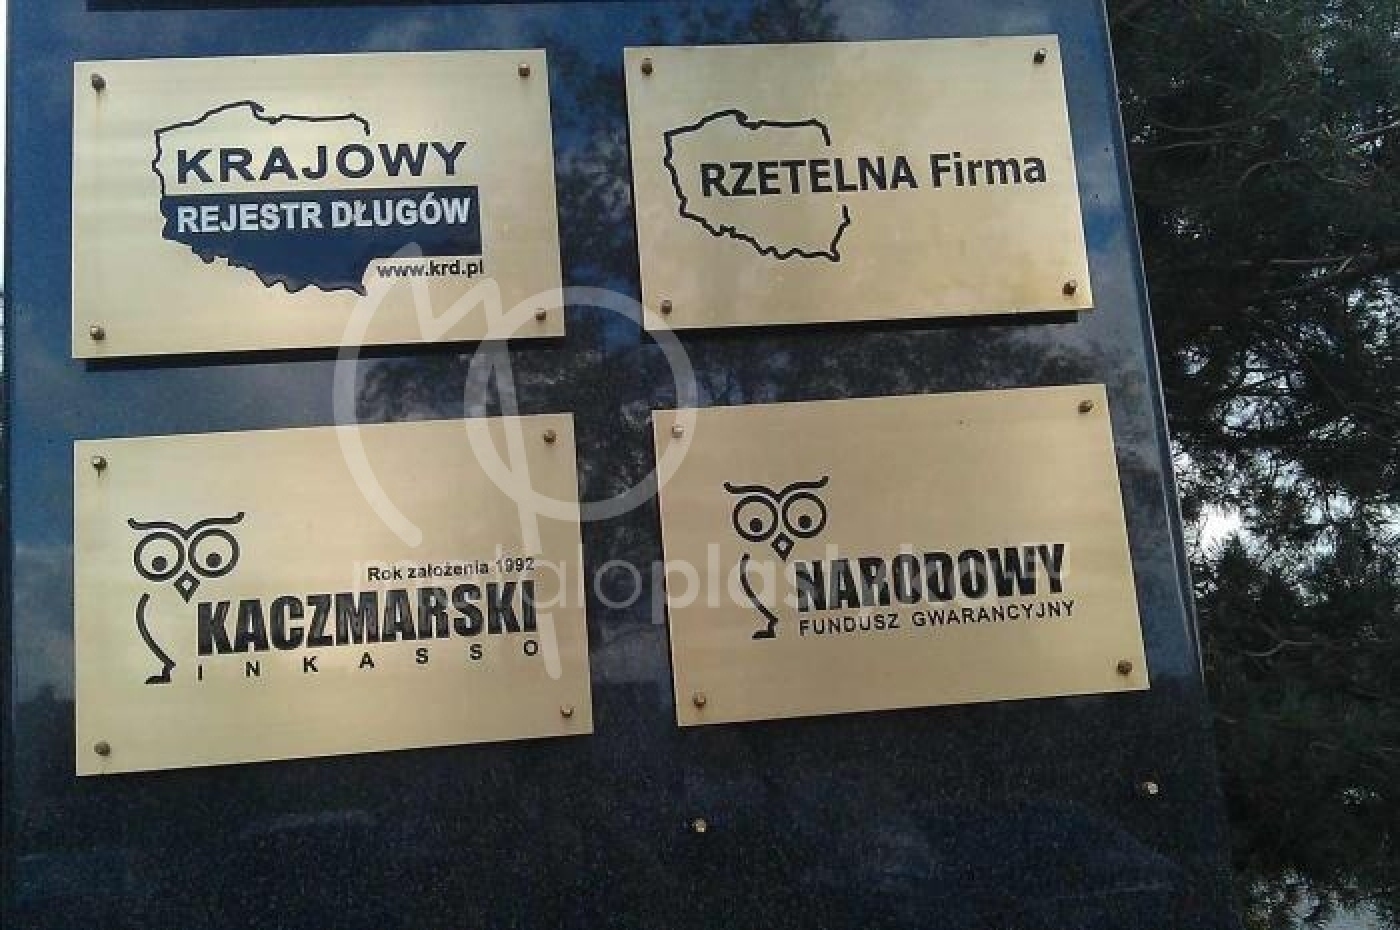 KRAJOWY
REJESTR DŁUGÓW
www.krd.pl
RZETELNA Firma
Rok założenia 1992
KACZMARSKI
INKASSO
NARODOWY
FUNDUSZ GWARANCYJNY